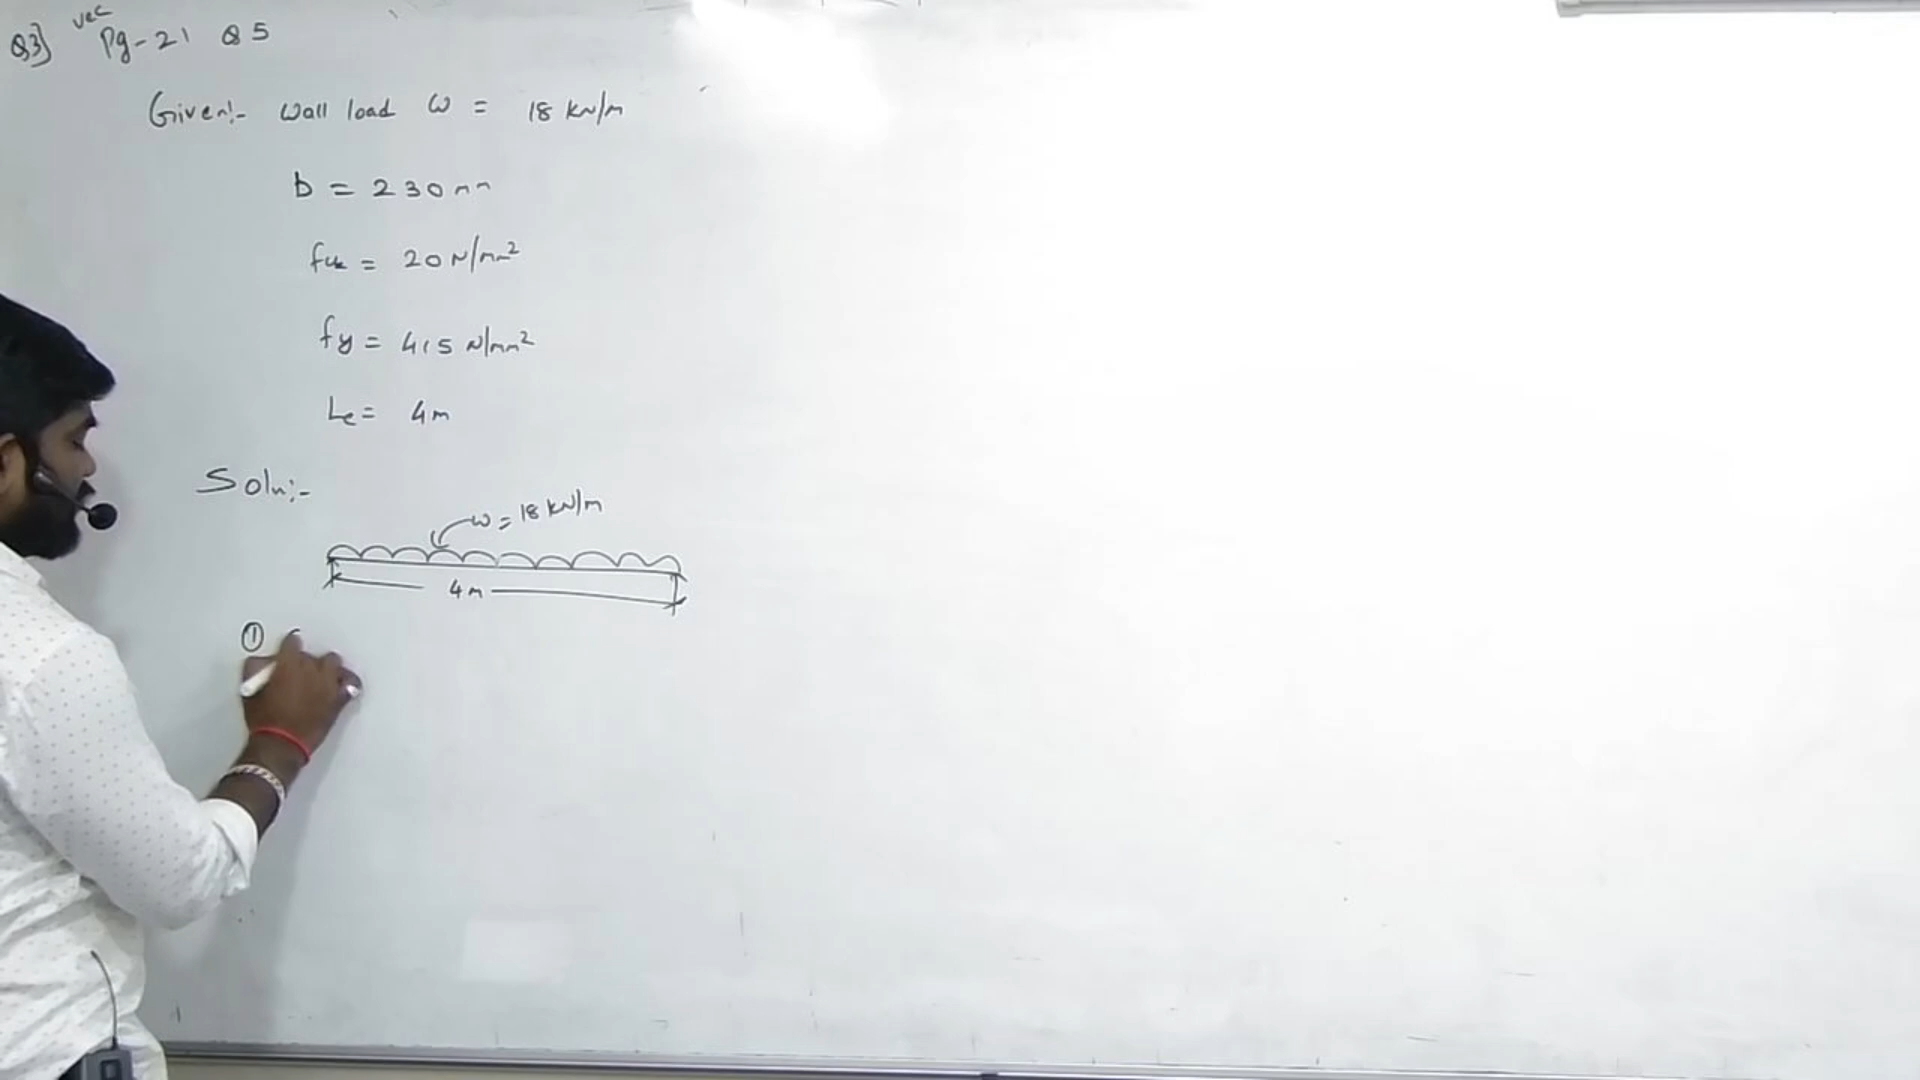 Vec
Q3] Pg-21 Q5
Given:- Wall load ω = 18 kN/m
b = 230mm
fck = 20 N/mm²
fy = 415 N/mm²
Le = 4m
Soln:-
ω = 18 kN/m
4m
①